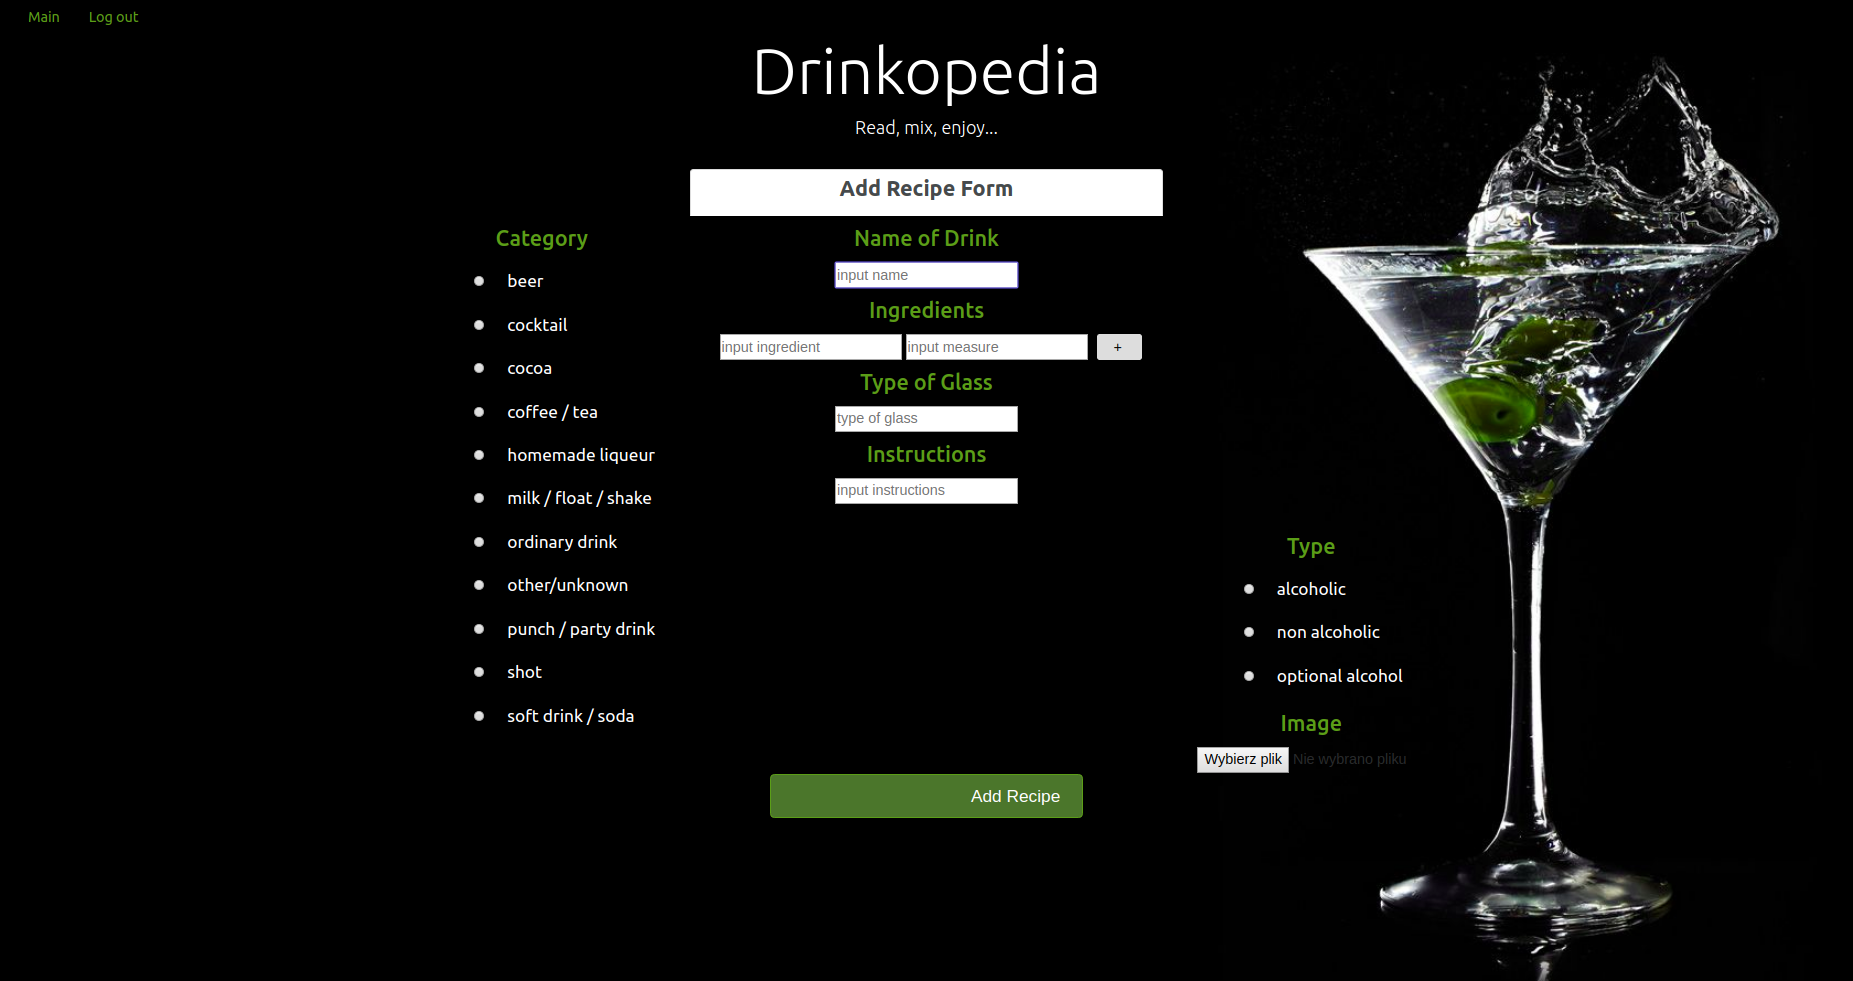 Main
Log out
Drinkopedia
Read, mix, enjoy...
Add Recipe Form
Category
beer
cocktail
cocoa
coffee / tea
homemade liqueur
milk / float / shake
ordinary drink
other/unknown
punch / party drink
shot
soft drink / soda
Name of Drink
input name
Ingredients
input ingredient input measure +
Type of Glass
type of glass
Instructions
input instructions
Type
alcoholic
non alcoholic
optional alcohol
Image
Wybierz plik Nie wybrano pliku
Add Recipe